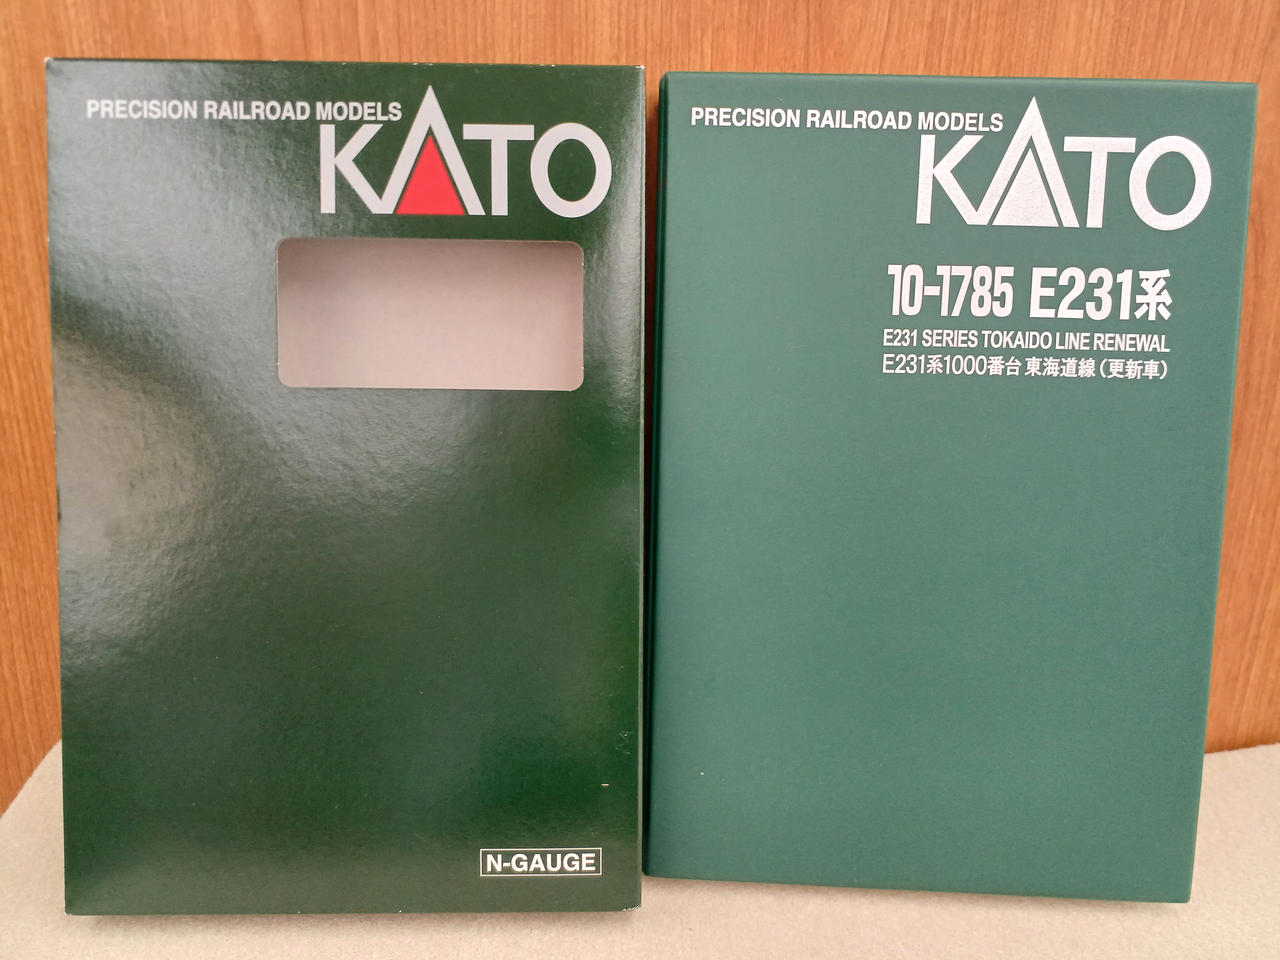 PRECISION RAILROAD MODELS
KATO
N-GAUGE
PRECISION RAILROAD MODELS
KATO
10-1785 E231系
E231 SERIES TOKAIDO LINE RENEWAL
E231系1000番台 東海道線(更新車)